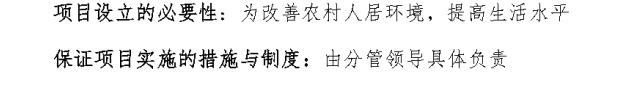 项目设立的必要性：为改善农村人居环境，提高生活水平
保证项目实施的措施与制度：由分管领导具体负责